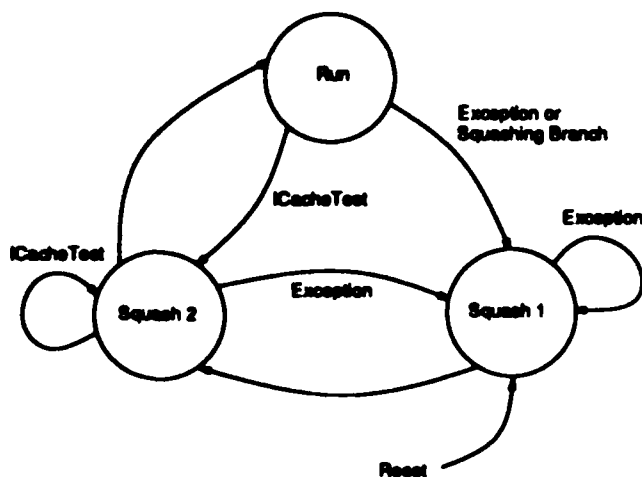 Run
Exception or
Squashing Branch
ICacheTest
Exception
ICacheTest
Squash 2
Exception
Squash 1
Reset